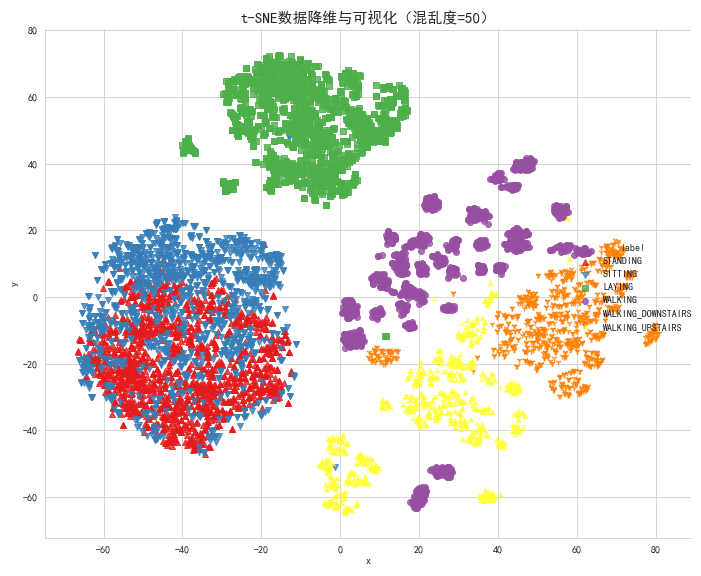 t-SNE数据降维与可视化（混乱度=50）
80
60
40
20
0
−20
−40
−60
y
−60
−40
−20
0
20
40
60
80
x
label
STANDING
SITTING
LAYING
WALKING
WALKING_DOWNSTAIRS
WALKING_UPSTAIRS